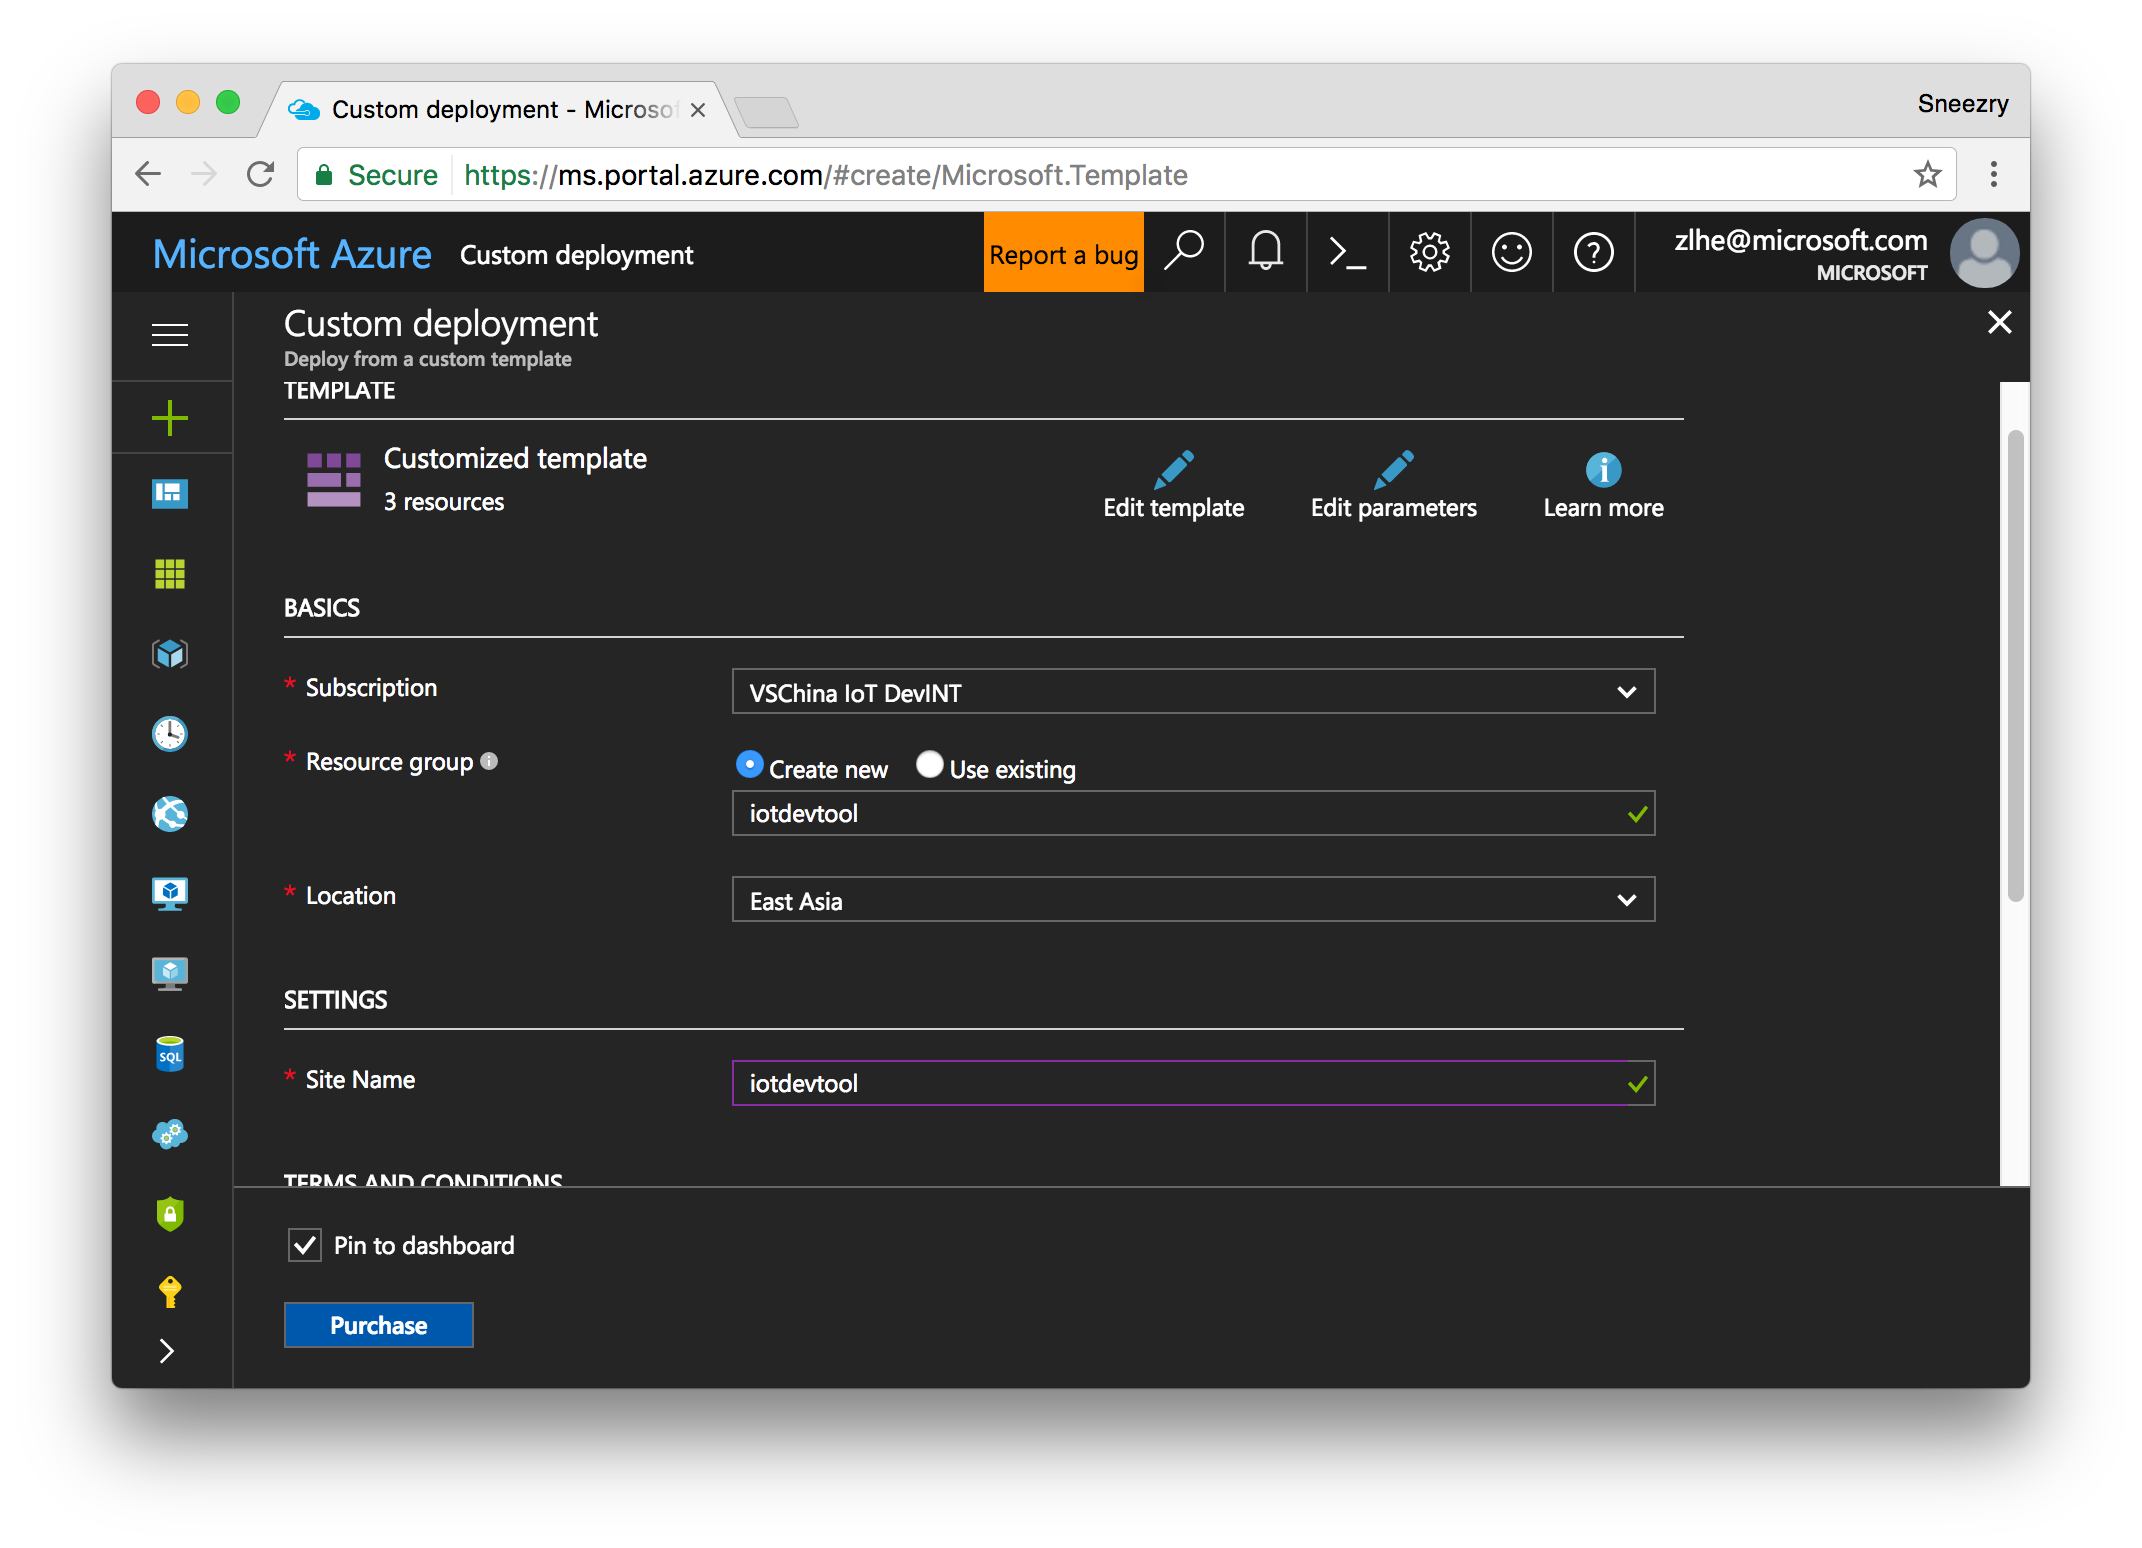 Custom deployment - Microsof
Sneezry
Secure https://ms.portal.azure.com/#create/Microsoft.Template
Microsoft Azure Custom deployment Report a bug zlhe@microsoft.com
MICROSOFT
Custom deployment
Deploy from a custom template
TEMPLATE
Customized template
3 resources
Edit template Edit parameters Learn more
BASICS
* Subscription VSChina IoT DevINT
* Resource group Create new Use existing
iotdevtool
* Location East Asia
SETTINGS
SQL
* Site Name iotdevtool
TERMS AND CONDITIONS
Pin to dashboard
Purchase